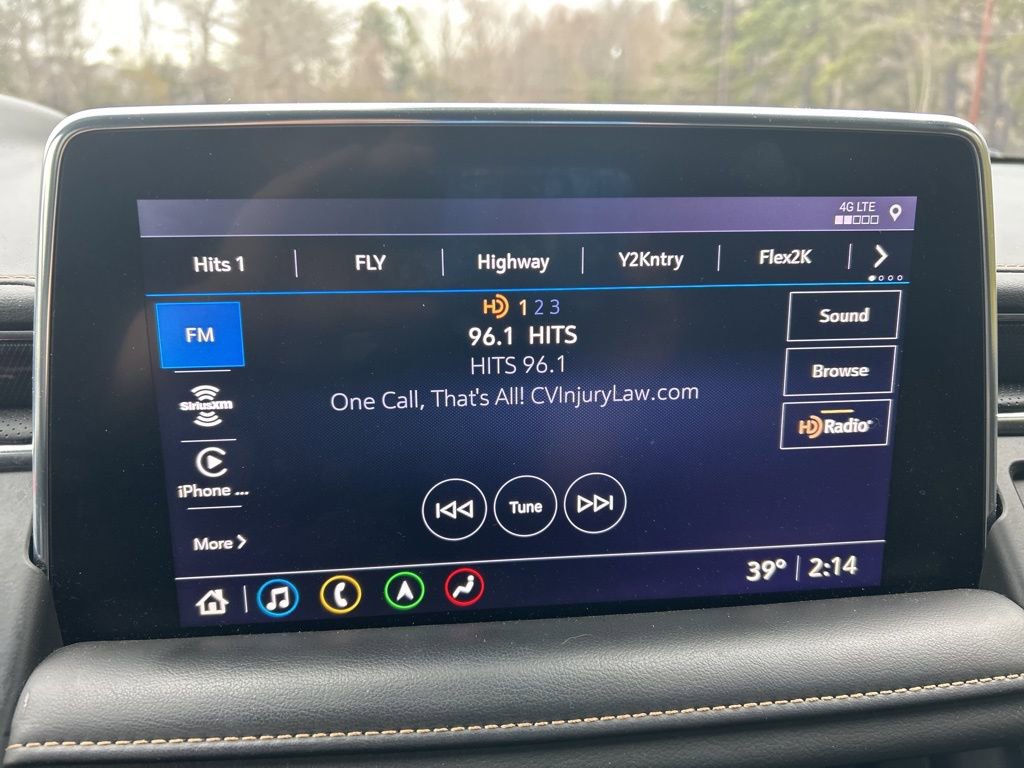 4G LTE
Hits 1 FLY Highway Y2Kntry Flex2K
FM
HD 1 2 3
Sound
96.1 HITS
HITS 96.1
Browse
SiriusXM
One Call, That's All! CVInjuryLaw.com
HD Radio®
iPhone ...
Tune
More
39° 2:14